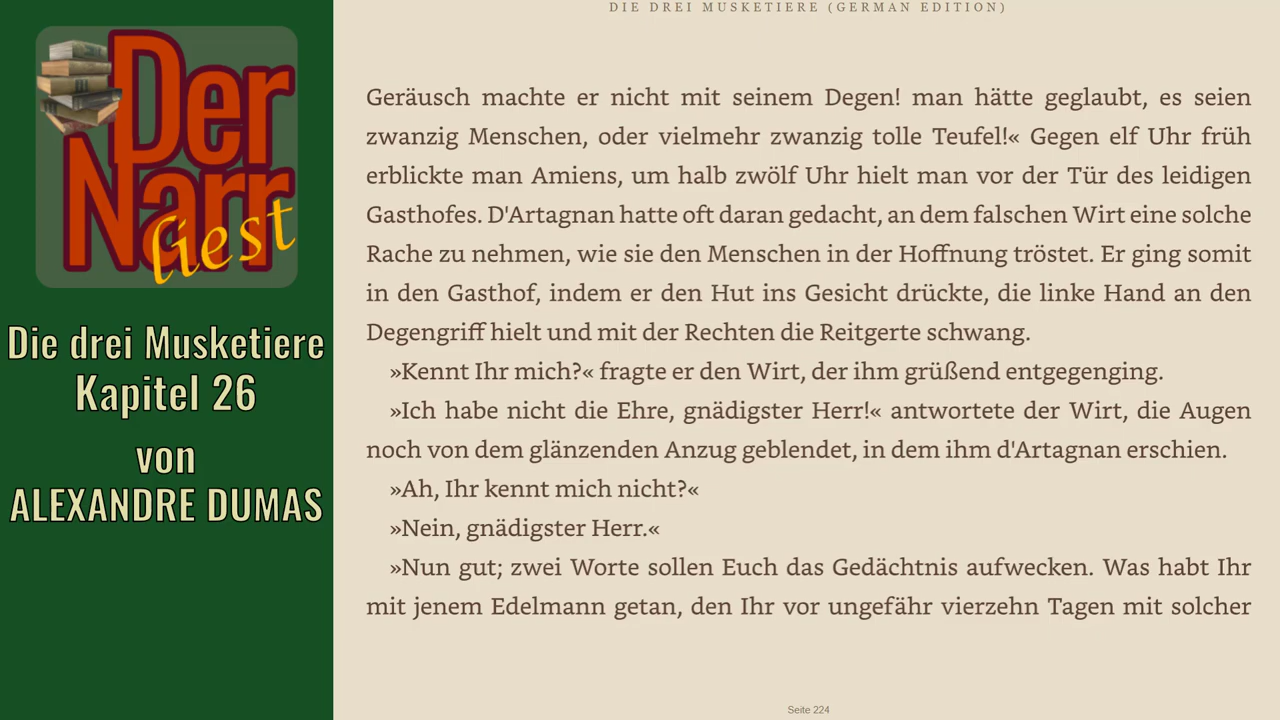 Der
Narr
liest
Die drei Musketiere
Kapitel 26
von
ALEXANDRE DUMAS
DIE DREI MUSKETIERE (GERMAN EDITION)
Geräusch machte er nicht mit seinem Degen! man hätte geglaubt, es seien
zwanzig Menschen, oder vielmehr zwanzig tolle Teufel!« Gegen elf Uhr früh
erblickte man Amiens, um halb zwölf Uhr hielt man vor der Tür des leidigen
Gasthofes. D'Artagnan hatte oft daran gedacht, an dem falschen Wirt eine solche
Rache zu nehmen, wie sie den Menschen in der Hoffnung tröstet. Er ging somit
in den Gasthof, indem er den Hut ins Gesicht drückte, die linke Hand an den
Degengriff hielt und mit der Rechten die Reitgerte schwang.
»Kennt Ihr mich?« fragte er den Wirt, der ihm grüßend entgegenging.
»Ich habe nicht die Ehre, gnädigster Herr!« antwortete der Wirt, die Augen
noch von dem glänzenden Anzug geblendet, in dem ihm d'Artagnan erschien.
»Ah, Ihr kennt mich nicht?«
»Nein, gnädigster Herr.«
»Nun gut; zwei Worte sollen Euch das Gedächtnis aufwecken. Was habt Ihr
mit jenem Edelmann getan, den Ihr vor ungefähr vierzehn Tagen mit solcher
Seite 224